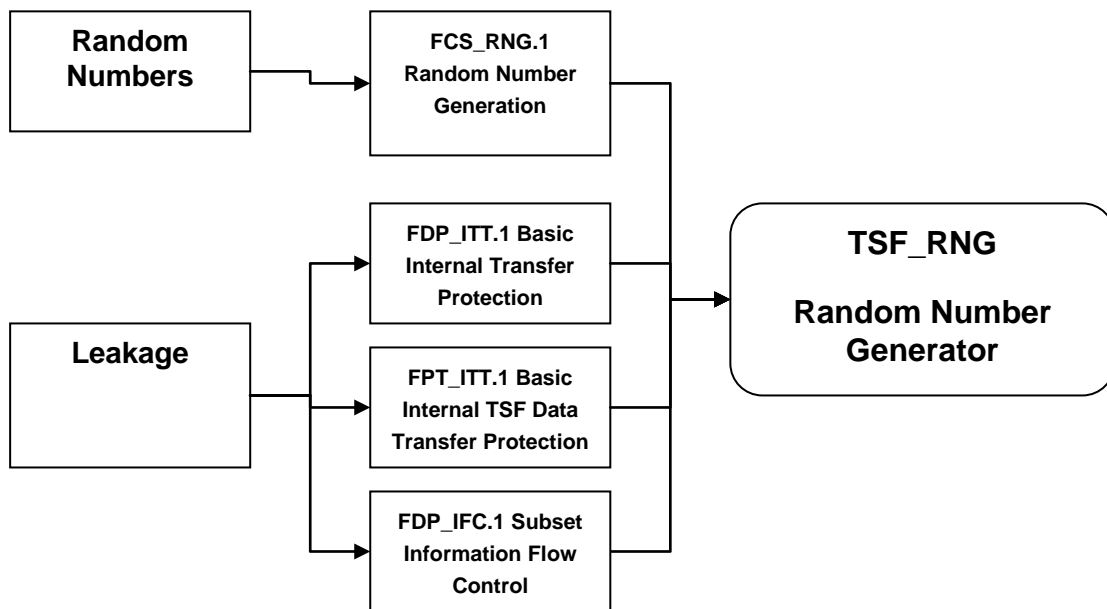 Random
Numbers
FCS_RNG.1
Random Number
Generation
FDP_ITT.1 Basic
Internal Transfer
Protection
TSF_RNG
Random Number
Generator
Leakage
FPT_ITT.1 Basic
Internal TSF Data
Transfer Protection
FDP_IFC.1 Subset
Information Flow
Control